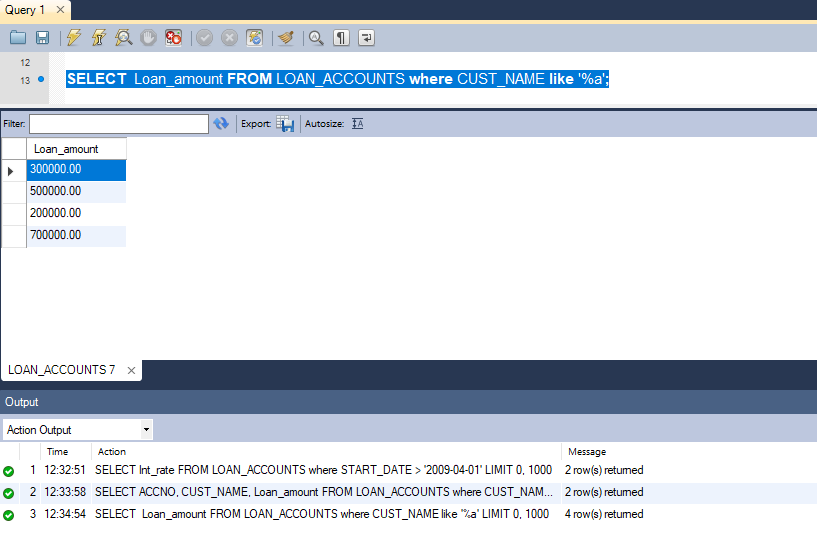 Query 1
12
13 SELECT Loan_amount FROM LOAN_ACCOUNTS where CUST_NAME like '%a';
Filter: Export: Autosize:
Loan_amount
300000.00
500000.00
200000.00
700000.00
LOAN_ACCOUNTS 7
Output
Action Output
Time Action Message
1 12:32:51 SELECT Int_rate FROM LOAN_ACCOUNTS where START_DATE > '2009-04-01' LIMIT 0, 1000 2 row(s) returned
2 12:33:58 SELECT ACCNO, CUST_NAME, Loan_amount FROM LOAN_ACCOUNTS where CUST_NAM... 2 row(s) returned
3 12:34:54 SELECT Loan_amount FROM LOAN_ACCOUNTS where CUST_NAME like '%a' LIMIT 0, 1000 4 row(s) returned